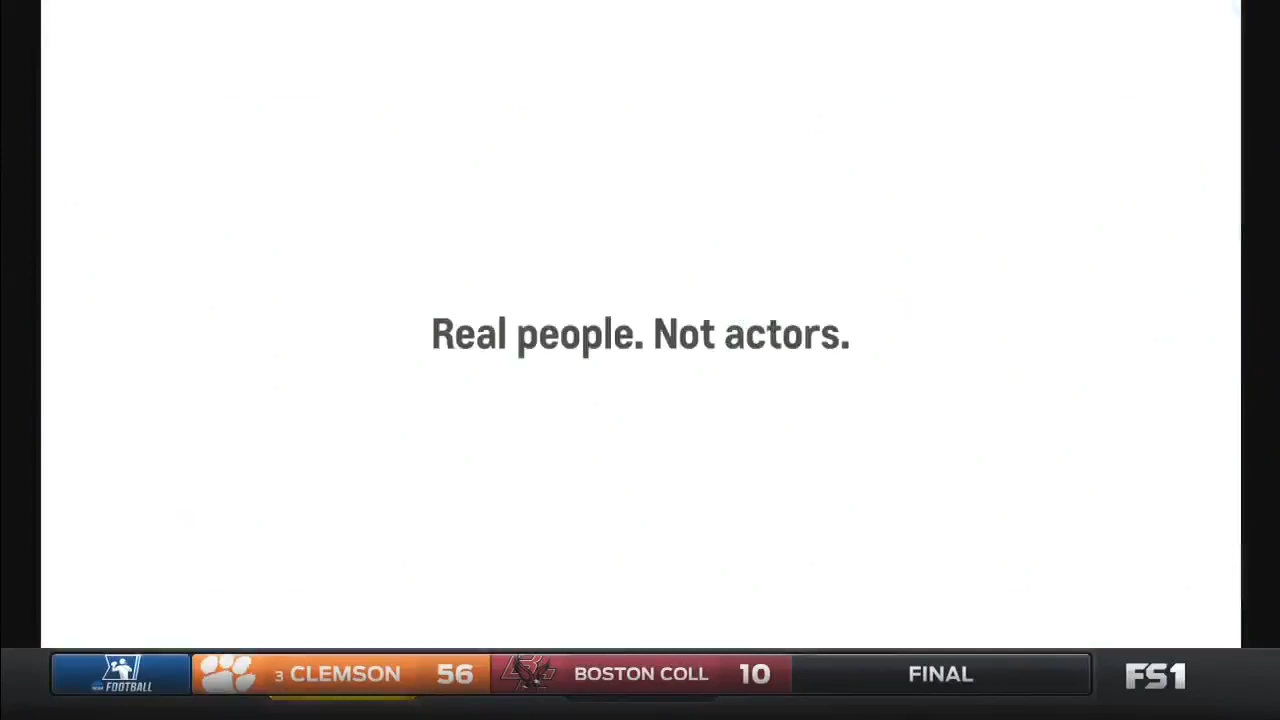 Real people. Not actors.
FOOTBALL
3 CLEMSON 56
BOSTON COLL 10
FINAL
FS1